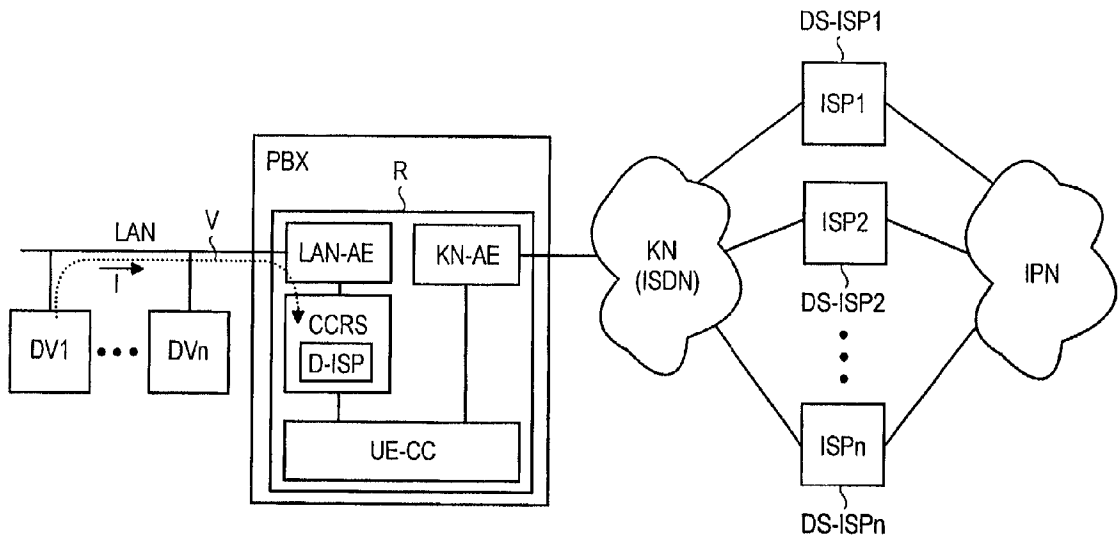 DS-ISP1
ISP1
PBX
R
LAN
V
LAN-AE
KN-AE
ISP2
KN
(ISDN)
IPN
I
DS-ISP2
DV1
DVn
CCRS
D-ISP
UE-CC
ISPn
DS-ISPn